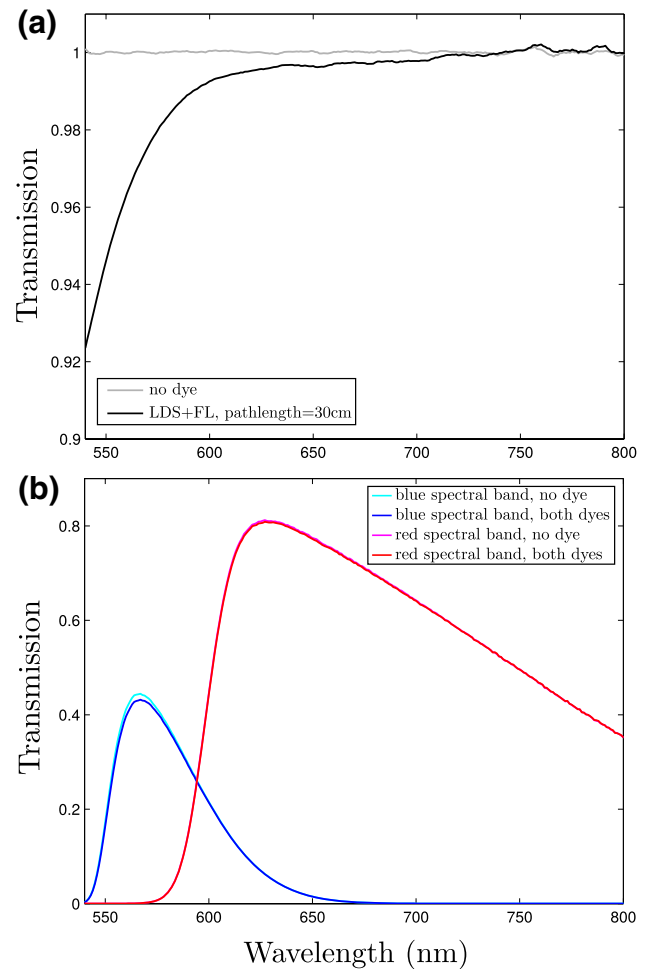 (a)
1
0.98
0.96
0.94
0.92
0.9
Transmission
no dye
LDS+FL, pathlength=30cm
550 600 650 700 750 800
(b)
0.8
0.6
0.4
0.2
0
Transmission
blue spectral band, no dye
blue spectral band, both dyes
red spectral band, no dye
red spectral band, both dyes
550 600 650 700 750 800
Wavelength (nm)